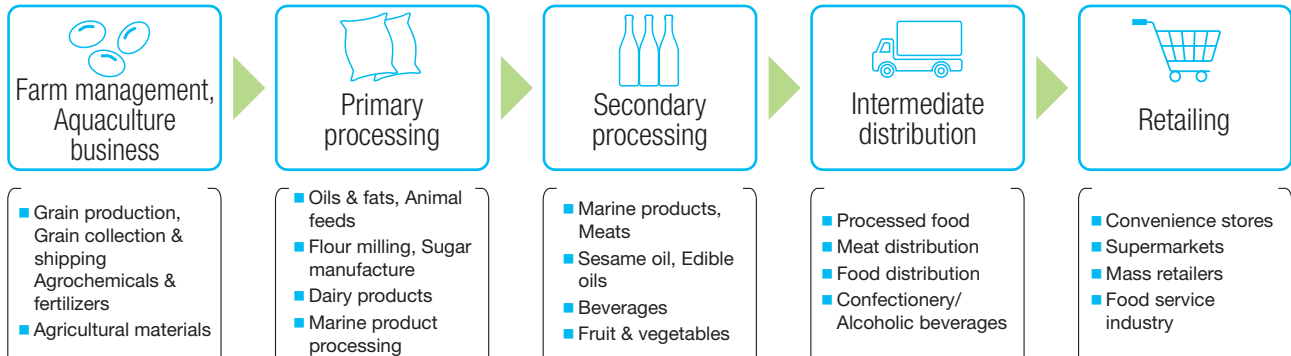 Farm management,
Aquaculture
business
Primary
processing
Secondary
processing
Intermediate
distribution
Retailing
■ Grain production,
Grain collection &
shipping
Agrochemicals &
fertilizers
■ Agricultural materials
■ Oils & fats, Animal
feeds
■ Flour milling, Sugar
manufacture
■ Dairy products
■ Marine product
processing
■ Marine products,
Meats
■ Sesame oil, Edible
oils
■ Beverages
■ Fruit & vegetables
■ Processed food
■ Meat distribution
■ Food distribution
■ Confectionery/
Alcoholic beverages
■ Convenience stores
■ Supermarkets
■ Mass retailers
■ Food service
industry